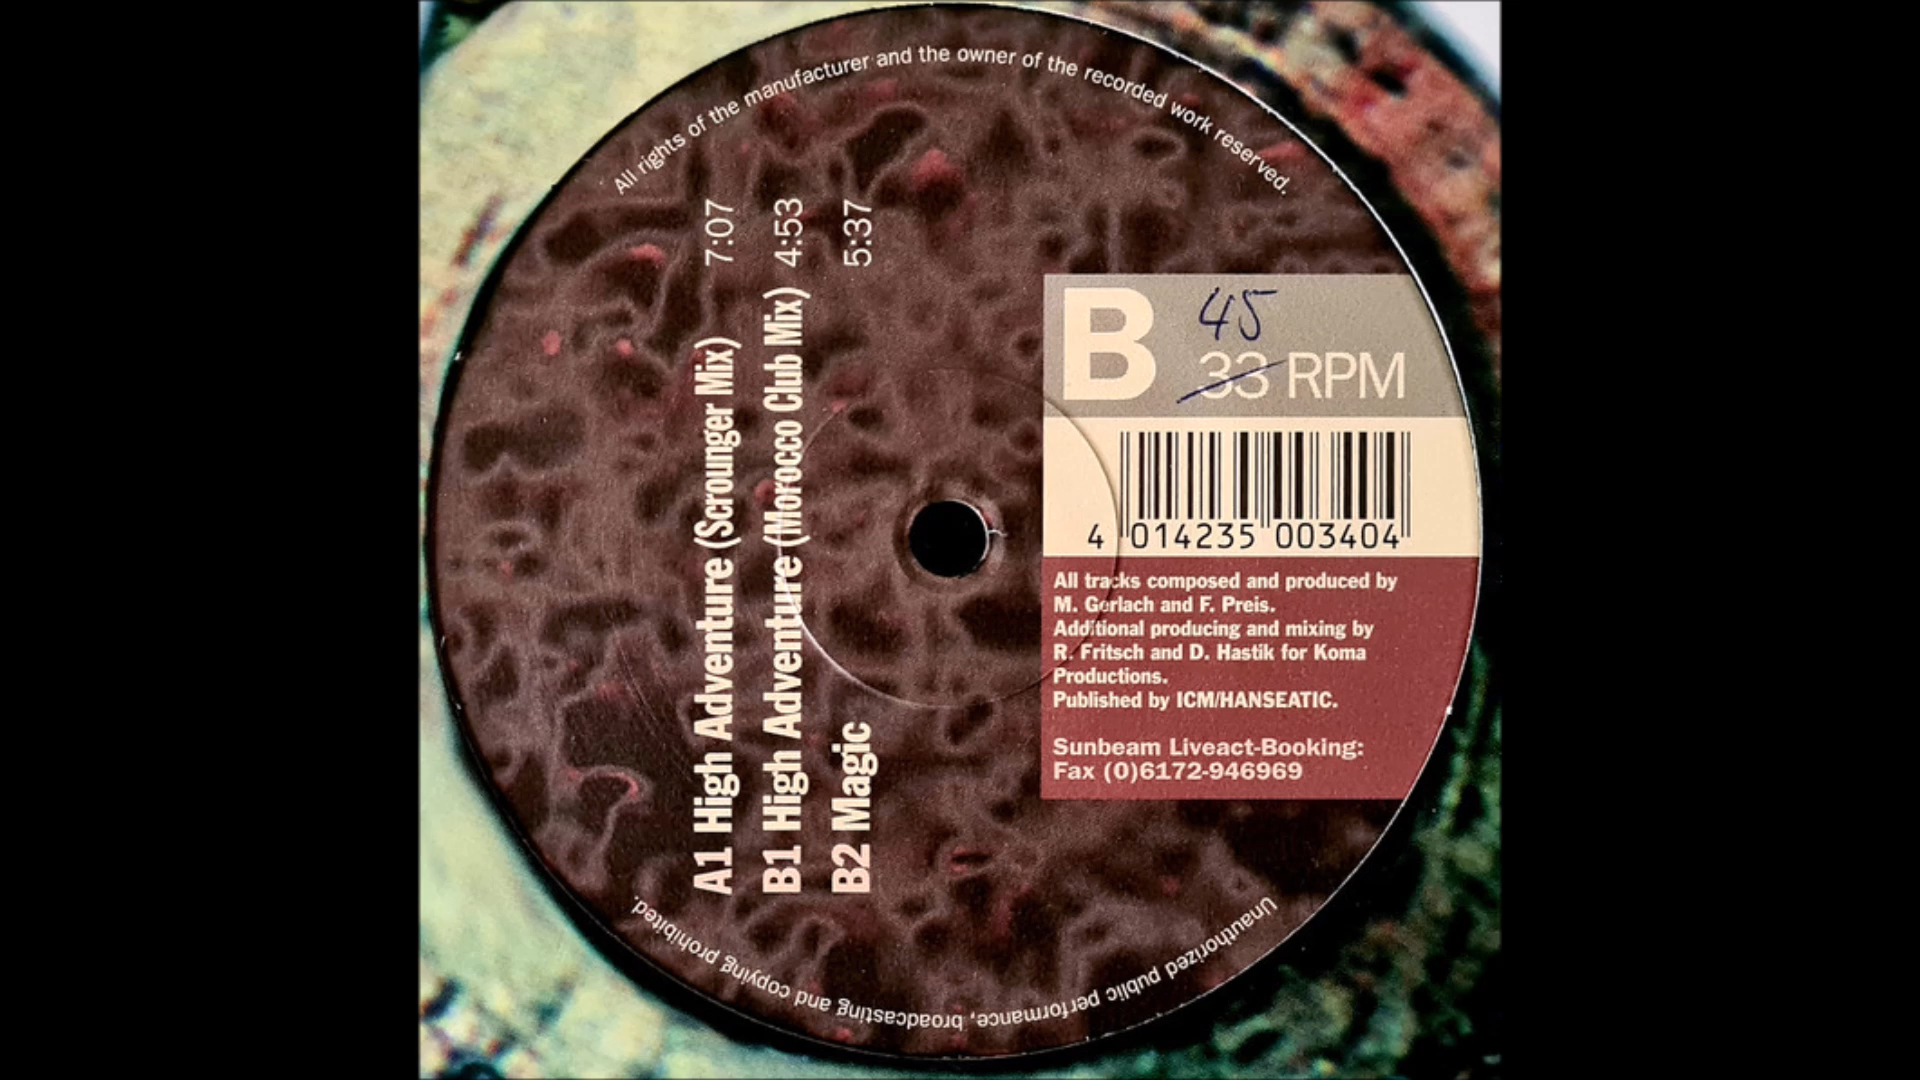 All rights of the manufacturer and the owner of the recorded work reserved.
A1 High Adventure (Scrounger Mix) 7:07
B1 High Adventure (Morocco Club Mix) 4:53
B2 Magic 5:37
B
45
33 RPM
4 014235 003404
All tracks composed and produced by
M. Gerlach and F. Preis.
Additional producing and mixing by
R. Fritsch and D. Hastik for Koma
Productions.
Published by ICM/HANSEATIC.
Sunbeam Liveact-Booking:
Fax (0)6172-946969
Unauthorized public performance, broadcasting and copying prohibited.